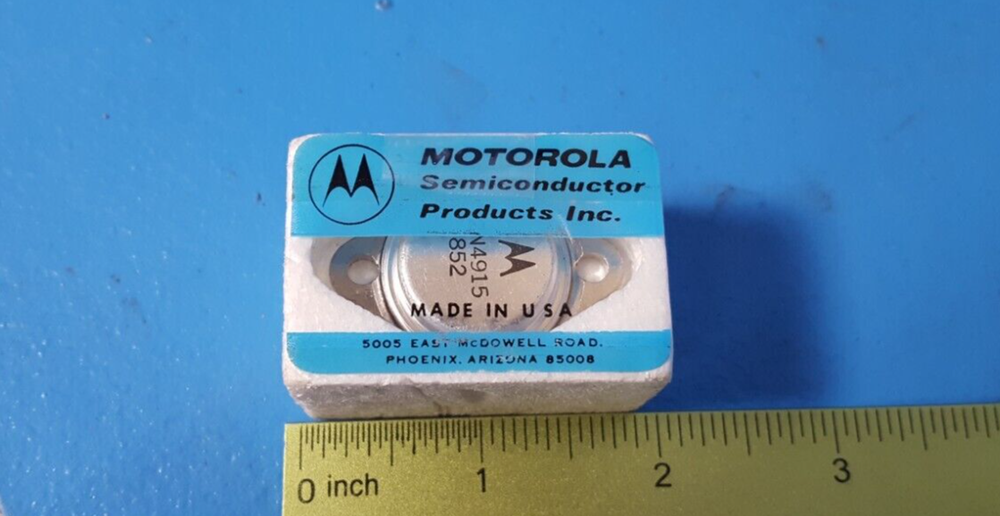 MOTOROLA
Semiconductor
Products Inc.
N4915
852
MADE IN USA
5005 EAST McDOWELL ROAD.
PHOENIX, ARIZONA 85008
0 inch 1 2 3